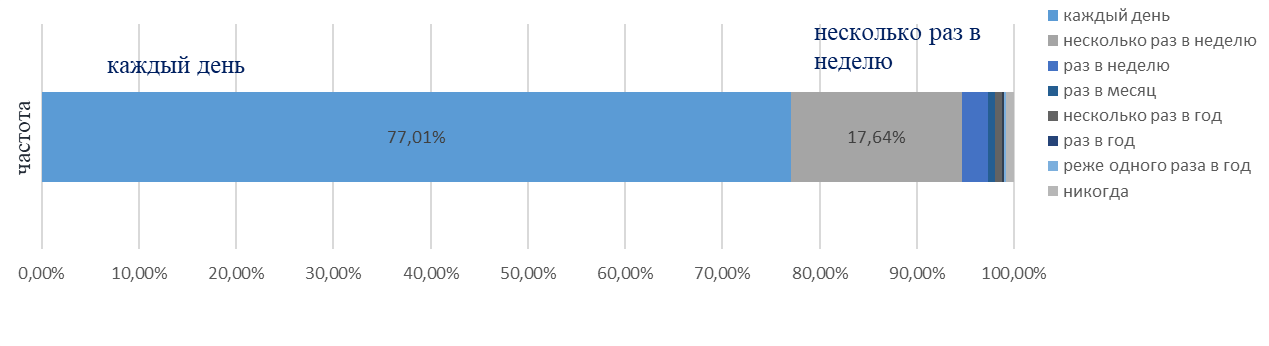 каждый день
несколько раз в
неделю
частота
77,01%
17,64%
0,00%
10,00%
20,00%
30,00%
40,00%
50,00%
60,00%
70,00%
80,00%
90,00%
100,00%
каждый день
несколько раз в неделю
раз в неделю
раз в месяц
несколько раз в год
раз в год
реже одного раза в год
никогда